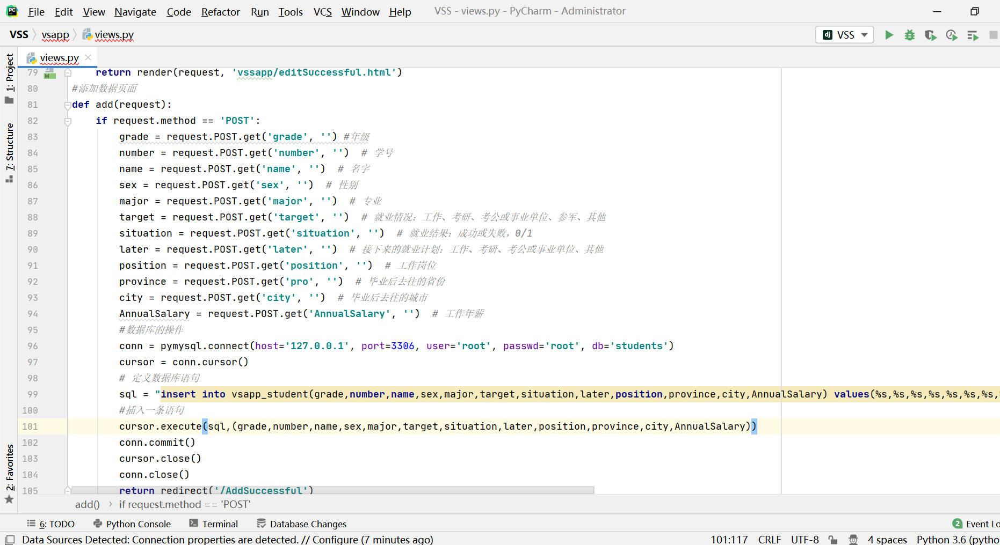 File Edit View Navigate Code Refactor Run Tools VCS Window Help VSS - views.py - PyCharm - Administrator
VSS vsapp views.py VSS
views.py
1: Project
7: Structure
2: Favorites
79 return render(request, 'vssapp/editSuccessful.html')
80 #添加数据页面
81 def add(request):
82 if request.method == 'POST':
83 grade = request.POST.get('grade', '') #年级
84 number = request.POST.get('number', '') # 学号
85 name = request.POST.get('name', '') # 名字
86 sex = request.POST.get('sex', '') # 性别
87 major = request.POST.get('major', '') # 专业
88 target = request.POST.get('target', '') # 就业情况：工作、考研、考公或事业单位、参军、其他
89 situation = request.POST.get('situation', '') # 就业结果：成功或失败，0/1
90 later = request.POST.get('later', '') # 接下来的就业计划：工作、考研、考公或事业单位、其他
91 position = request.POST.get('position', '') # 工作岗位
92 province = request.POST.get('pro', '') # 毕业后去往的省份
93 city = request.POST.get('city', '') # 毕业后去往的城市
94 AnnualSalary = request.POST.get('AnnualSalary', '') # 工作年薪
95 #数据库的操作
96 conn = pymysql.connect(host='127.0.0.1', port=3306, user='root', passwd='root', db='students')
97 cursor = conn.cursor()
98 # 定义数据库语句
99 sql = "insert into vsapp_student(grade,number,name,sex,major,target,situation,later,position,province,city,AnnualSalary) values(%s,%s,%s,%s,%s,%s,%s,
100 #插入一条语句
101 cursor.execute(sql,(grade,number,name,sex,major,target,situation,later,position,province,city,AnnualSalary))
102 conn.commit()
103 cursor.close()
104 conn.close()
105 return redirect('/AddSuccessful')
add() › if request.method == 'POST'
6: TODO Python Console Terminal Database Changes 2 Event Lo
Data Sources Detected: Connection properties are detected. // Configure (7 minutes ago) 101:117 CRLF UTF-8 4 spaces Python 3.6 (pytho